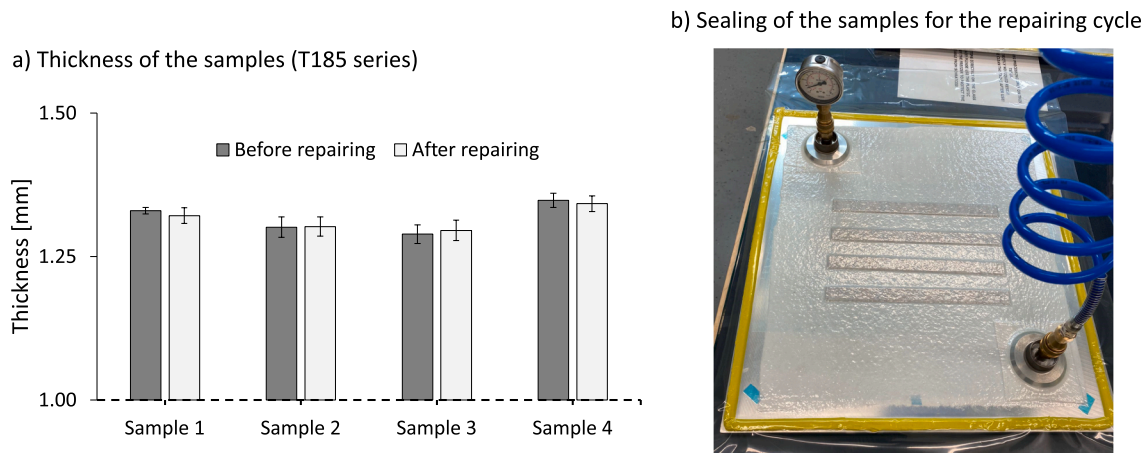 a) Thickness of the samples (T185 series)
Thickness [mm]
1.50
1.25
1.00
Before repairing
After repairing
Sample 1
Sample 2
Sample 3
Sample 4
b) Sealing of the samples for the repairing cycle